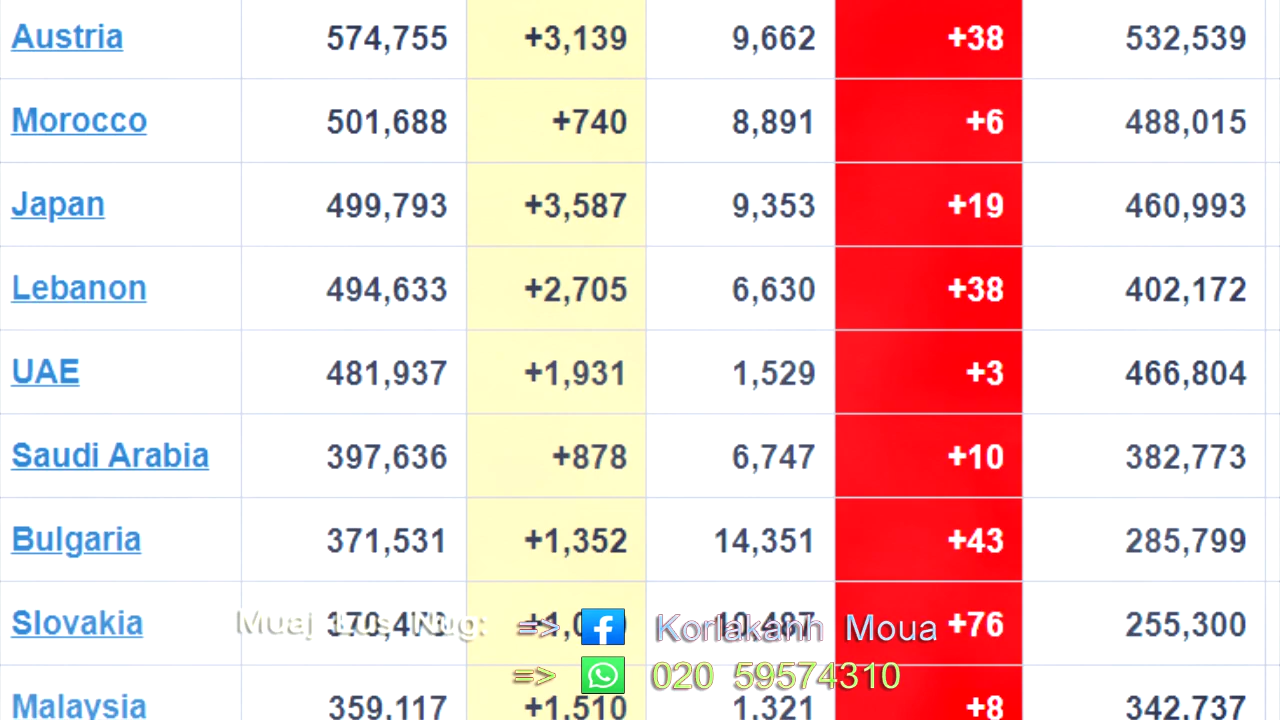 Austria 574,755 +3,139 9,662 +38 532,539
Morocco 501,688 +740 8,891 +6 488,015
Japan 499,793 +3,587 9,353 +19 460,993
Lebanon 494,633 +2,705 6,630 +38 402,172
UAE 481,937 +1,931 1,529 +3 466,804
Saudi Arabia 397,636 +878 6,747 +10 382,773
Bulgaria 371,531 +1,352 14,351 +43 285,799
Slovakia +76 255,300
Muaj Lus Nug: => Korlakanh Moua
=> 020 59574310
Malaysia 359,117 +1,510 1,321 +8 342,737